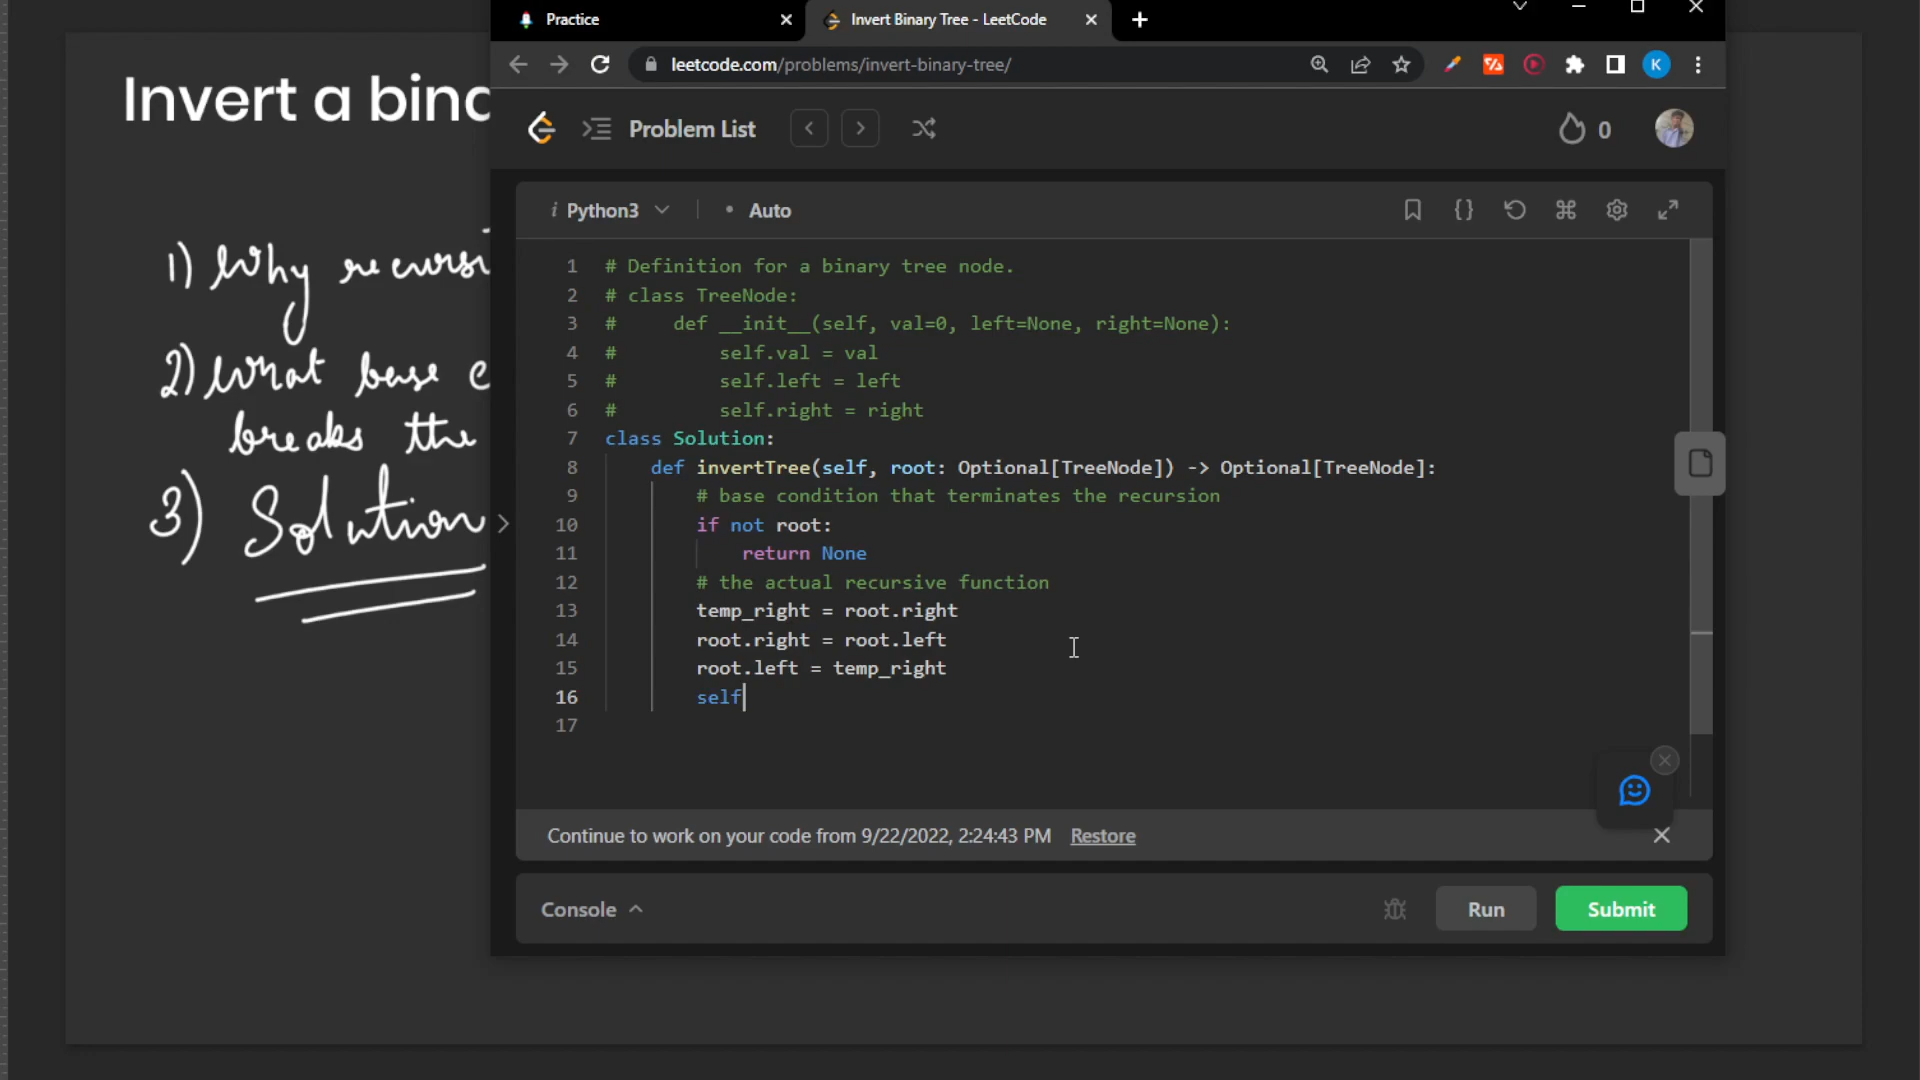 Practice
Invert Binary Tree - LeetCode
leetcode.com/problems/invert-binary-tree/
K
Invert a bin
Problem List
0
1) Why recursi
2) What base c
breaks the
3) Solution
i Python3
• Auto
1 # Definition for a binary tree node.
2 # class TreeNode:
3 #     def __init__(self, val=0, left=None, right=None):
4 #         self.val = val
5 #         self.left = left
6 #         self.right = right
7 class Solution:
8     def invertTree(self, root: Optional[TreeNode]) -> Optional[TreeNode]:
9         # base condition that terminates the recursion
10         if not root:
11             return None
12         # the actual recursive function
13         temp_right = root.right
14         root.right = root.left
15         root.left = temp_right
16         self
17
Continue to work on your code from 9/22/2022, 2:24:43 PM Restore
Console
Run
Submit